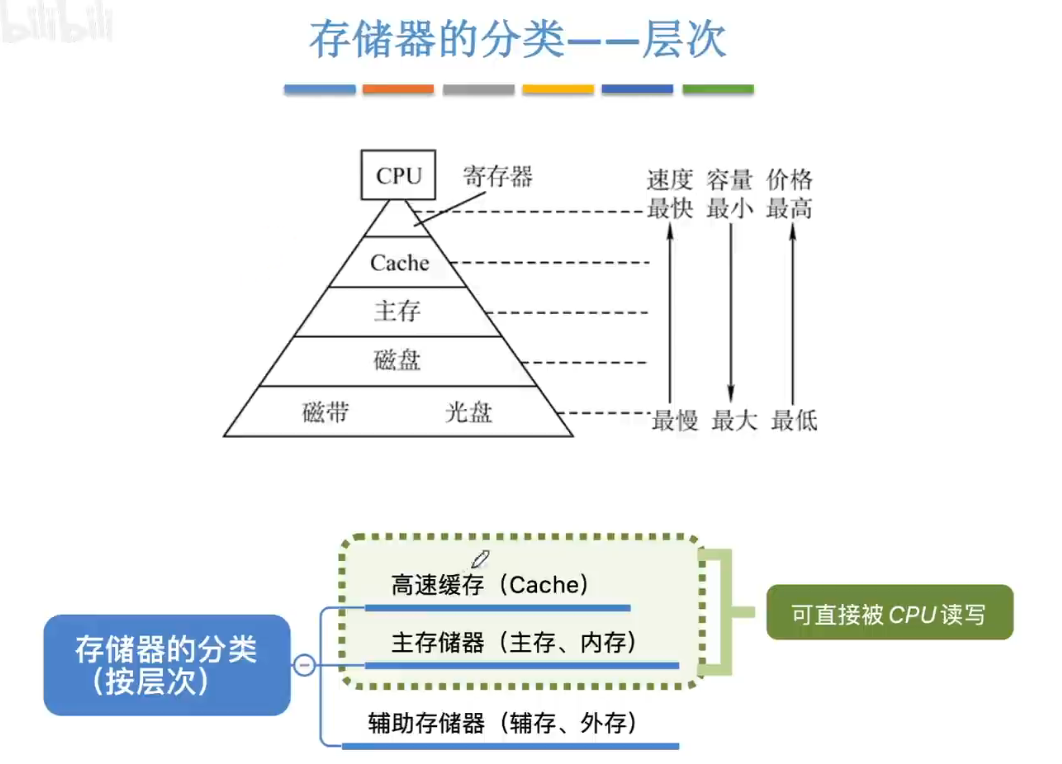 bilibili
存储器的分类——层次
CPU
寄存器
速度 容量 价格
最快 最小 最高
Cache
主存
磁盘
磁带 光盘
最慢 最大 最低
高速缓存（Cache）
可直接被CPU读写
主存储器（主存、内存）
存储器的分类
（按层次）
辅助存储器（辅存、外存）